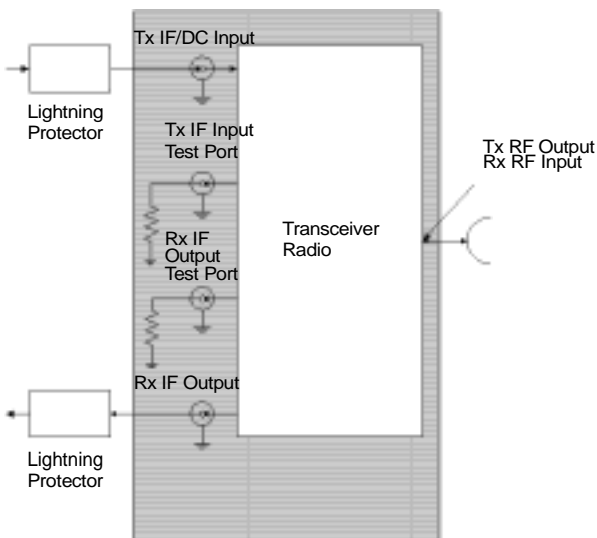 Tx IF/DC Input
Lightning
Protector
Tx IF Input
Test Port
Tx RF Output
Rx RF Input
Transceiver
Radio
Rx IF
Output
Test Port
Rx IF Output
Lightning
Protector